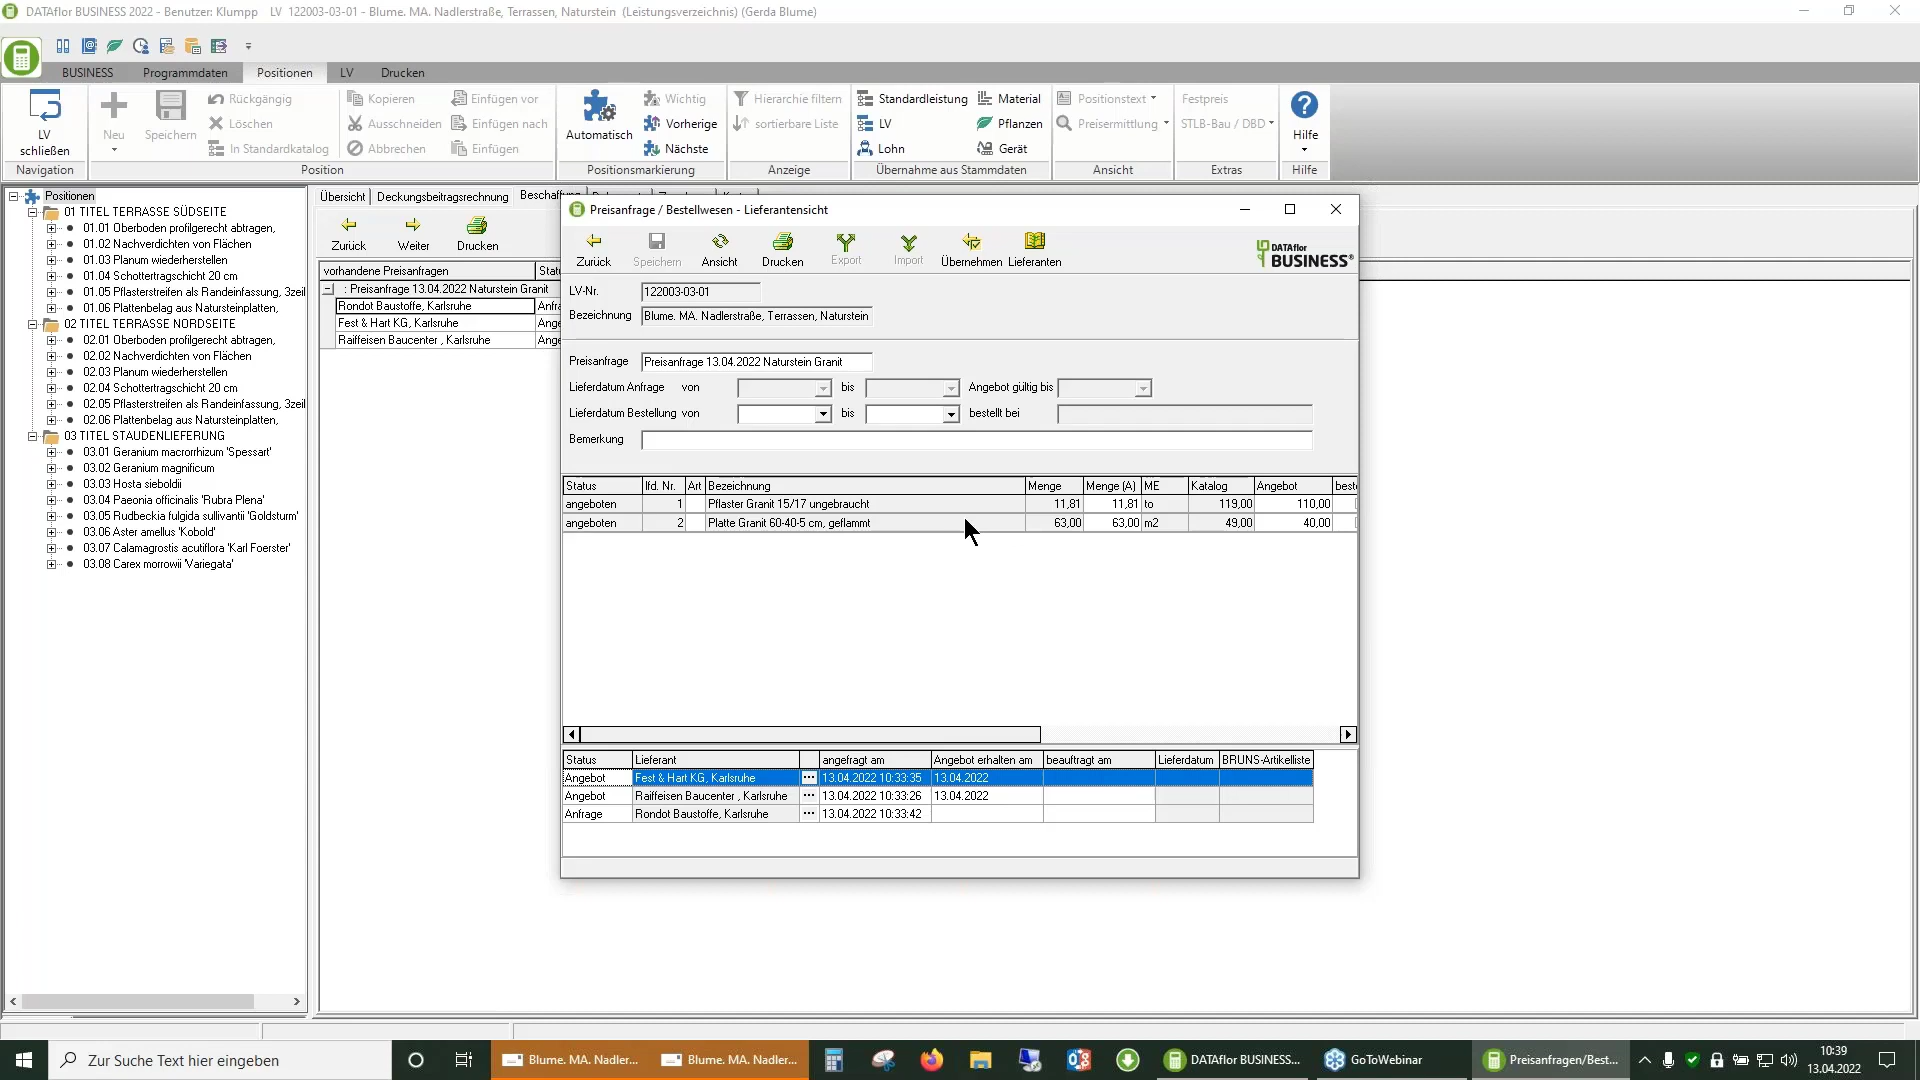 DATAflor BUSINESS 2022 - Benutzer: Klumpp LV 122003-03-01 - Blume. MA. Nadlerstraße, Terrassen, Naturstein (Leistungsverzeichnis) (Gerda Blume)
BUSINESS Programmdaten Positionen LV Drucken
LV schließen
Neu
Speichern
Rückgängig
Löschen
In Standardkatalog
Kopieren
Ausschneiden
Abbrechen
Einfügen vor
Einfügen nach
Einfügen
Automatisch
Wichtig
Vorherige
Nächste
Hierarchie filtern
sortierbare Liste
Standardleistung
LV
Lohn
Material
Pflanzen
Gerät
Positionstext
Preisermittlung
Festpreis
STLB-Bau / DBD
Hilfe
Navigation Position Positionsmarkierung Anzeige Übernahme aus Stammdaten Ansicht Extras Hilfe
Positionen
01 TITEL TERRASSE SÜDSEITE
01.01 Oberboden profilgerecht abtragen,
01.02 Nachverdichten von Flächen
01.03 Planum wiederherstellen
01.04 Schottertragschicht 20 cm
01.05 Pflasterstreifen als Randeinfassung, 3zeil
01.06 Plattenbelag aus Natursteinplatten,
02 TITEL TERRASSE NORDSEITE
02.01 Oberboden profilgerecht abtragen,
02.02 Nachverdichten von Flächen
02.03 Planum wiederherstellen
02.04 Schottertragschicht 20 cm
02.05 Pflasterstreifen als Randeinfassung, 3zeil
02.06 Plattenbelag aus Natursteinplatten,
03 TITEL STAUDENLIEFERUNG
03.01 Geranium macrorrhizum 'Spessart'
03.02 Geranium magnificum
03.03 Hosta sieboldii
03.04 Paeonia officinalis 'Rubra Plena'
03.05 Rudbeckia fulgida sullivantii 'Goldsturm'
03.06 Aster amellus 'Kobold'
03.07 Calamagrostis acutiflora 'Karl Foerster'
03.08 Carex morrowii 'Variegata'
Übersicht Deckungsbeitragsrechnung
Zurück Weiter Drucken
vorhandene Preisanfragen
: Preisanfrage 13.04.2022 Naturstein Granit
Rondot Baustoffe, Karlsruhe
Fest & Hart KG, Karlsruhe
Raiffeisen Baucenter , Karlsruhe
Preisanfrage / Bestellwesen - Lieferantensicht
Zurück Speichern Ansicht Drucken Export Import Übernehmen Lieferanten
DATAflor BUSINESS
LV-Nr. 122003-03-01
Bezeichnung Blume. MA. Nadlerstraße, Terrassen, Naturstein
Preisanfrage Preisanfrage 13.04.2022 Naturstein Granit
Lieferdatum Anfrage von bis Angebot gültig bis
Lieferdatum Bestellung von bis bestellt bei
Bemerkung
Status lfd. Nr. Art Bezeichnung Menge Menge (A) ME Katalog Angebot
angeboten 1 Pflaster Granit 15/17 ungebraucht 11,81 11,81 to 119,00 110,00
angeboten 2 Platte Granit 60-40-5 cm, geflammt 63,00 63,00 m2 49,00 40,00
Status Lieferant angefragt am Angebot erhalten am beauftragt am Lieferdatum BRUNS-Artikelliste
Angebot Fest & Hart KG, Karlsruhe ... 13.04.2022 10:33:35 13.04.2022
Angebot Raiffeisen Baucenter , Karlsruhe ... 13.04.2022 10:33:26 13.04.2022
Anfrage Rondot Baustoffe, Karlsruhe ... 13.04.2022 10:33:42
Zur Suche Text hier eingeben
Blume. MA. Nadler...
Blume. MA. Nadler...
DATAflor BUSINESS...
GoToWebinar
Preisanfragen/Best...
10:39
13.04.2022